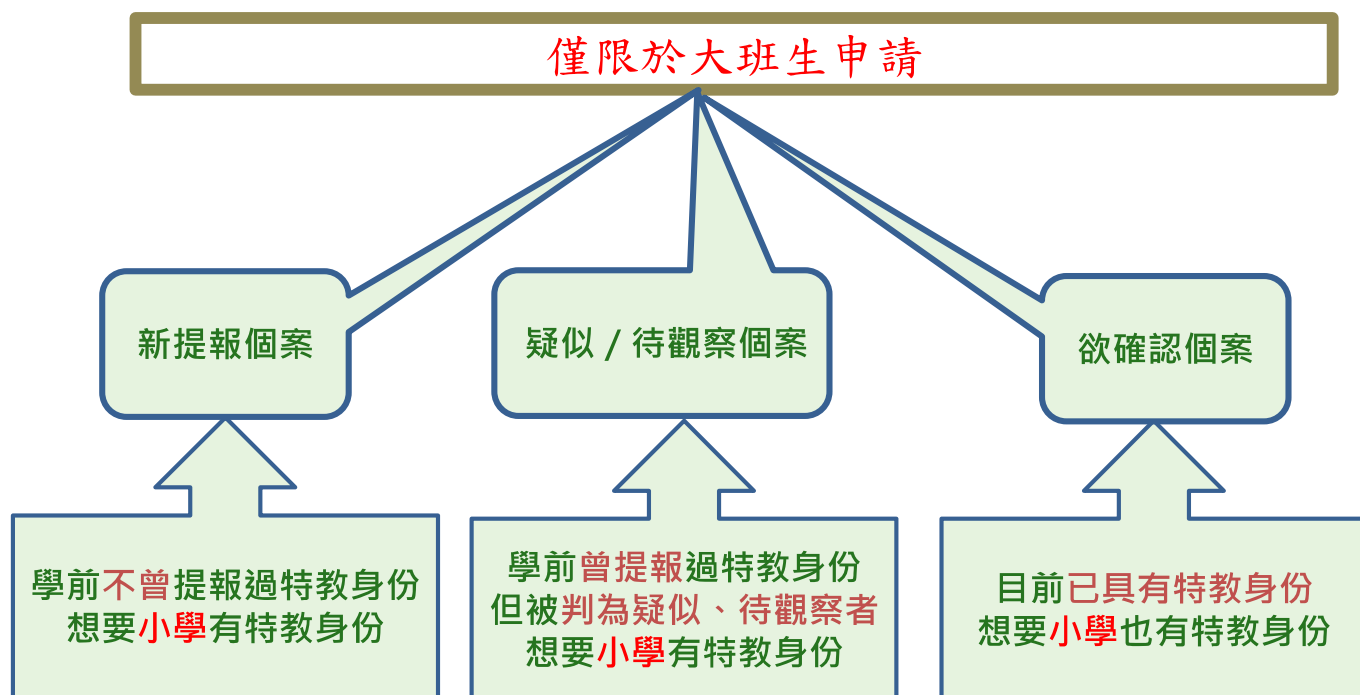 僅限於大班生申請
新提報個案
疑似/待觀察個案
欲確認個案
學前不曾提報過特教身份
想要小學有特教身份
學前曾提報過特教身份
但被判為疑似、待觀察者
想要小學有特教身份
目前已具有特教身份
想要小學也有特教身份